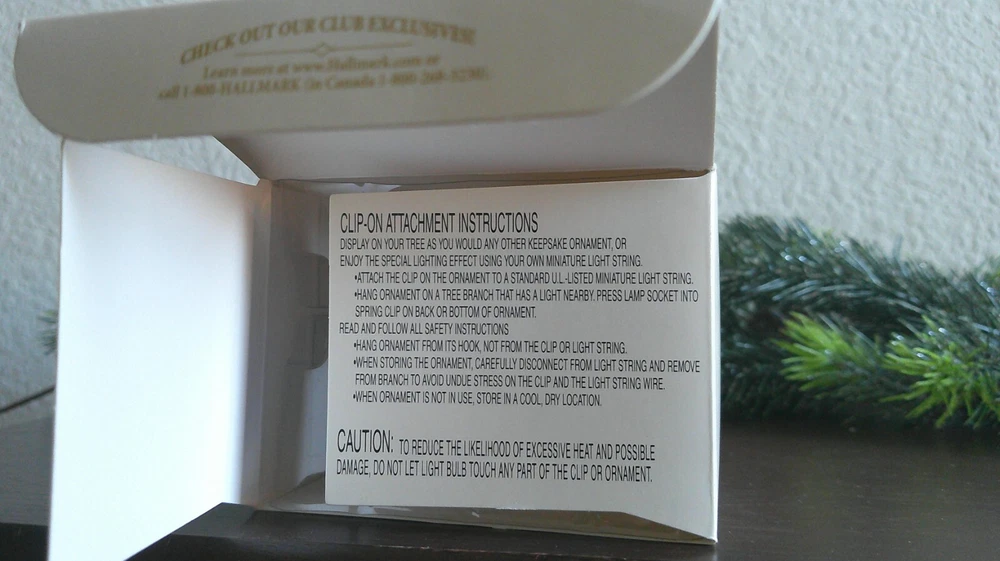 CHECK OUT OUR CLUB EXCLUSIVES!
Learn more at www.Hallmark.com or
call 1-800-HALLMARK (in Canada 1-800-268-3230).
CLIP-ON ATTACHMENT INSTRUCTIONS
DISPLAY ON YOUR TREE AS YOU WOULD ANY OTHER KEEPSAKE ORNAMENT, OR
ENJOY THE SPECIAL LIGHTING EFFECT USING YOUR OWN MINIATURE LIGHT STRING.
•ATTACH THE CLIP ON THE ORNAMENT TO A STANDARD U.L.-LISTED MINIATURE LIGHT STRING.
•HANG ORNAMENT ON A TREE BRANCH THAT HAS A LIGHT NEARBY. PRESS LAMP SOCKET INTO
SPRING CLIP ON BACK OR BOTTOM OF ORNAMENT.
READ AND FOLLOW ALL SAFETY INSTRUCTIONS
•HANG ORNAMENT FROM ITS HOOK, NOT FROM THE CLIP OR LIGHT STRING.
•WHEN STORING THE ORNAMENT, CAREFULLY DISCONNECT FROM LIGHT STRING AND REMOVE
FROM BRANCH TO AVOID UNDUE STRESS ON THE CLIP AND THE LIGHT STRING WIRE.
•WHEN ORNAMENT IS NOT IN USE, STORE IN A COOL, DRY LOCATION.
CAUTION: TO REDUCE THE LIKELIHOOD OF EXCESSIVE HEAT AND POSSIBLE
DAMAGE, DO NOT LET LIGHT BULB TOUCH ANY PART OF THE CLIP OR ORNAMENT.